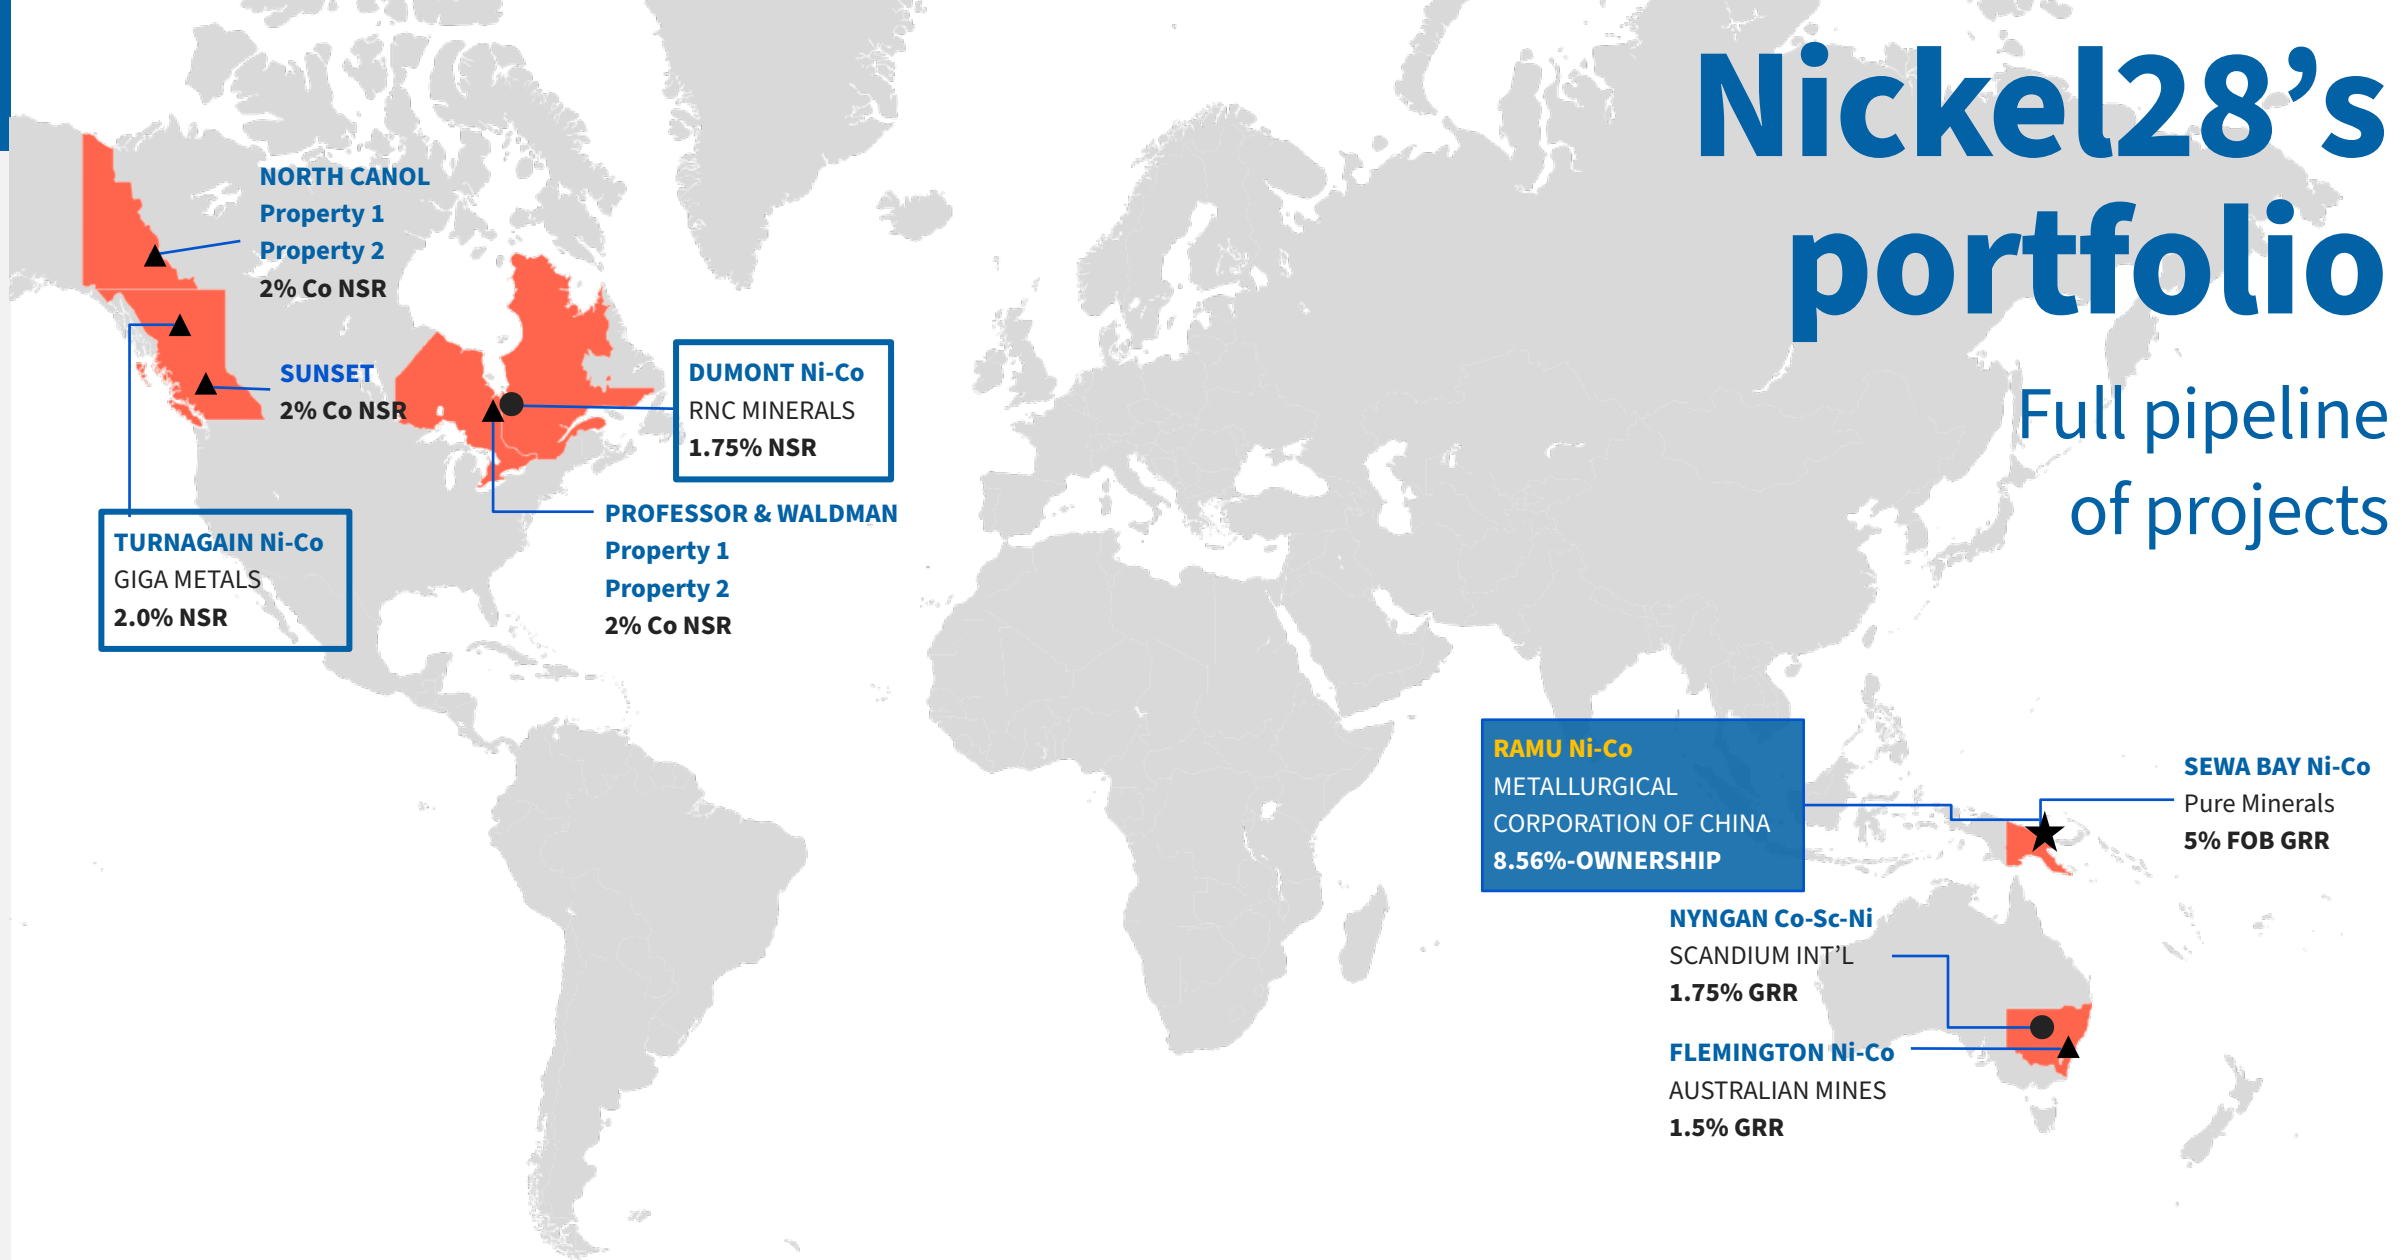 Nickel28’s
portfolio
Full pipeline
of projects
NORTH CANOL
Property 1
Property 2
2% Co NSR
SUNSET
2% Co NSR
DUMONT Ni-Co
RNC MINERALS
1.75% NSR
TURNAGAIN Ni-Co
GIGA METALS
2.0% NSR
PROFESSOR & WALDMAN
Property 1
Property 2
2% Co NSR
RAMU Ni-Co
METALLURGICAL
CORPORATION OF CHINA
8.56%-OWNERSHIP
SEWA BAY Ni-Co
Pure Minerals
5% FOB GRR
NYNGAN Co-Sc-Ni
SCANDIUM INT’L
1.75% GRR
FLEMINGTON Ni-Co
AUSTRALIAN MINES
1.5% GRR